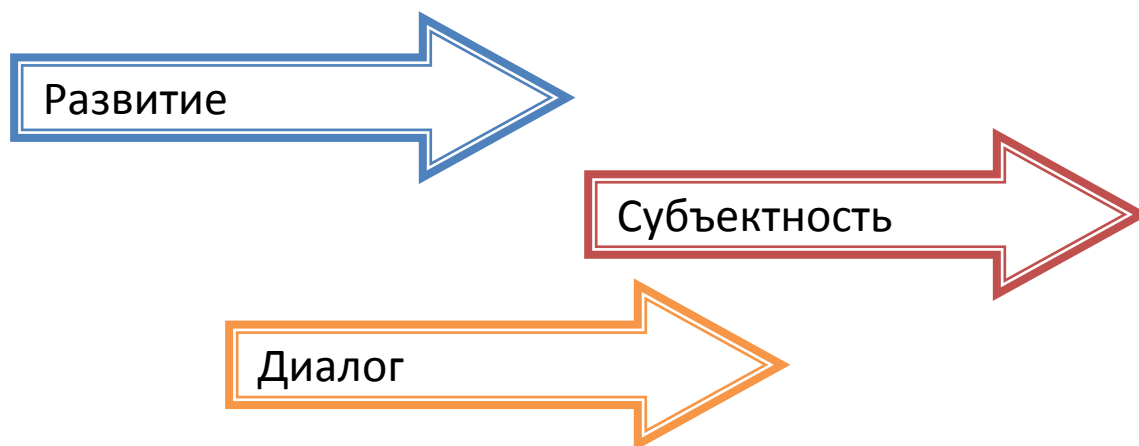 Развитие
Субъектность
Диалог